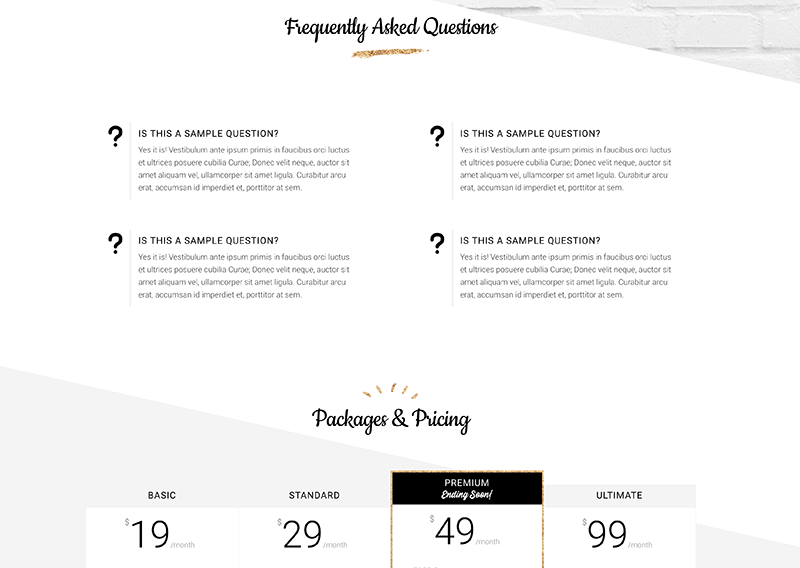 Frequently Asked Questions
?
IS THIS A SAMPLE QUESTION?
Yes it is! Vestibulum ante ipsum primis in faucibus orci luctus
et ultrices posuere cubilia Curae; Donec velit neque, auctor sit
amet aliquam vel, ullamcorper sit amet ligula. Curabitur arcu
erat, accumsan id imperdiet et, porttitor at sem.
?
IS THIS A SAMPLE QUESTION?
Yes it is! Vestibulum ante ipsum primis in faucibus orci luctus
et ultrices posuere cubilia Curae; Donec velit neque, auctor sit
amet aliquam vel, ullamcorper sit amet ligula. Curabitur arcu
erat, accumsan id imperdiet et, porttitor at sem.
?
IS THIS A SAMPLE QUESTION?
Yes it is! Vestibulum ante ipsum primis in faucibus orci luctus
et ultrices posuere cubilia Curae; Donec velit neque, auctor sit
amet aliquam vel, ullamcorper sit amet ligula. Curabitur arcu
erat, accumsan id imperdiet et, porttitor at sem.
?
IS THIS A SAMPLE QUESTION?
Yes it is! Vestibulum ante ipsum primis in faucibus orci luctus
et ultrices posuere cubilia Curae; Donec velit neque, auctor sit
amet aliquam vel, ullamcorper sit amet ligula. Curabitur arcu
erat, accumsan id imperdiet et, porttitor at sem.
Packages & Pricing
BASIC
$19/month
STANDARD
$29/month
PREMIUM
Ending Soon!
$49/month
ULTIMATE
$99/month